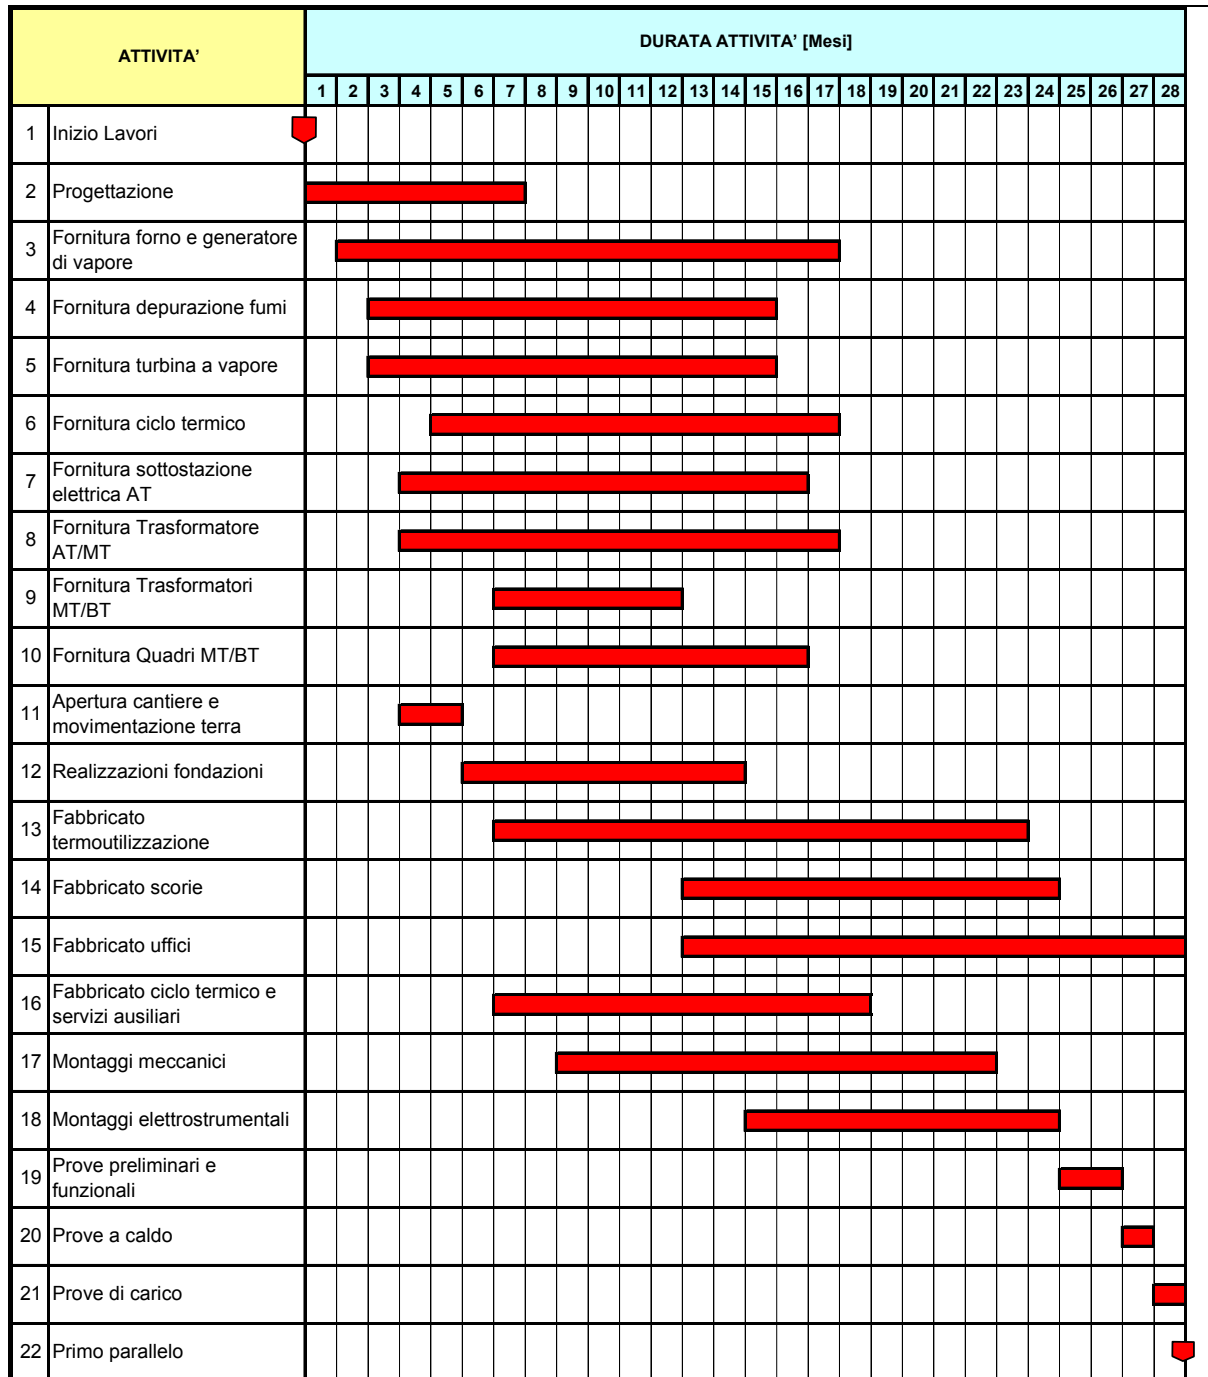 ATTIVITA’
DURATA ATTIVITA’ [Mesi]
1 2 3 4 5 6 7 8 9 10 11 12 13 14 15 16 17 18 19 20 21 22 23 24 25 26 27 28
1 Inizio Lavori
2 Progettazione
3 Fornitura forno e generatore
di vapore
4 Fornitura depurazione fumi
5 Fornitura turbina a vapore
6 Fornitura ciclo termico
7 Fornitura sottostazione
elettrica AT
8 Fornitura Trasformatore
AT/MT
9 Fornitura Trasformatori
MT/BT
10 Fornitura Quadri MT/BT
11 Apertura cantiere e
movimentazione terra
12 Realizzazioni fondazioni
13 Fabbricato
termoutilizzazione
14 Fabbricato scorie
15 Fabbricato uffici
16 Fabbricato ciclo termico e
servizi ausiliari
17 Montaggi meccanici
18 Montaggi elettrostrumentali
19 Prove preliminari e
funzionali
20 Prove a caldo
21 Prove di carico
22 Primo parallelo